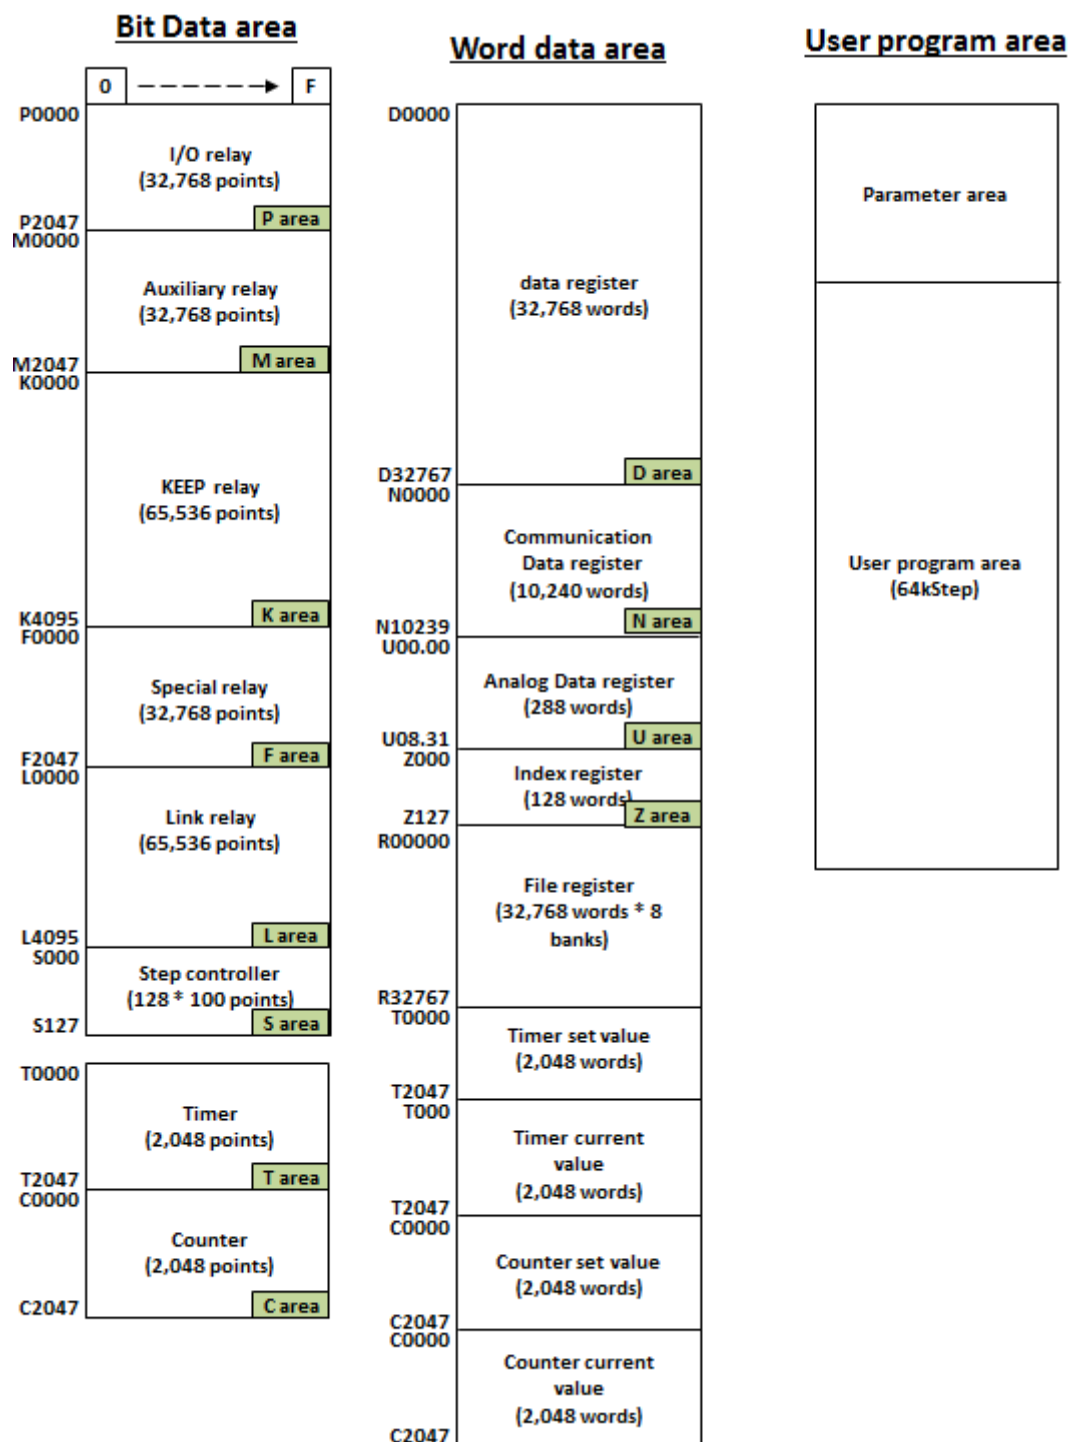 Bit Data area
0
F
P0000
I/O relay
(32,768 points)
P area
P2047
M0000
Auxiliary relay
(32,768 points)
M area
M2047
K0000
KEEP relay
(65,536 points)
K area
K4095
F0000
Special relay
(32,768 points)
F area
F2047
L0000
Link relay
(65,536 points)
L area
L4095
S000
Step controller
(128 * 100 points)
S area
S127
T0000
Timer
(2,048 points)
T area
T2047
C0000
Counter
(2,048 points)
C area
C2047
Word data area
D0000
data register
(32,768 words)
D area
D32767
N0000
Communication
Data register
(10,240 words)
N area
N10239
U00.00
Analog Data register
(288 words)
U area
U08.31
Z000
Index register
(128 words)
Z area
Z127
R00000
File register
(32,768 words * 8
banks)
R32767
T0000
Timer set value
(2,048 words)
T2047
T000
Timer current
value
(2,048 words)
T2047
C0000
Counter set value
(2,048 words)
C2047
C0000
Counter current
value
(2,048 words)
C2047
User program area
Parameter area
User program area
(64kStep)